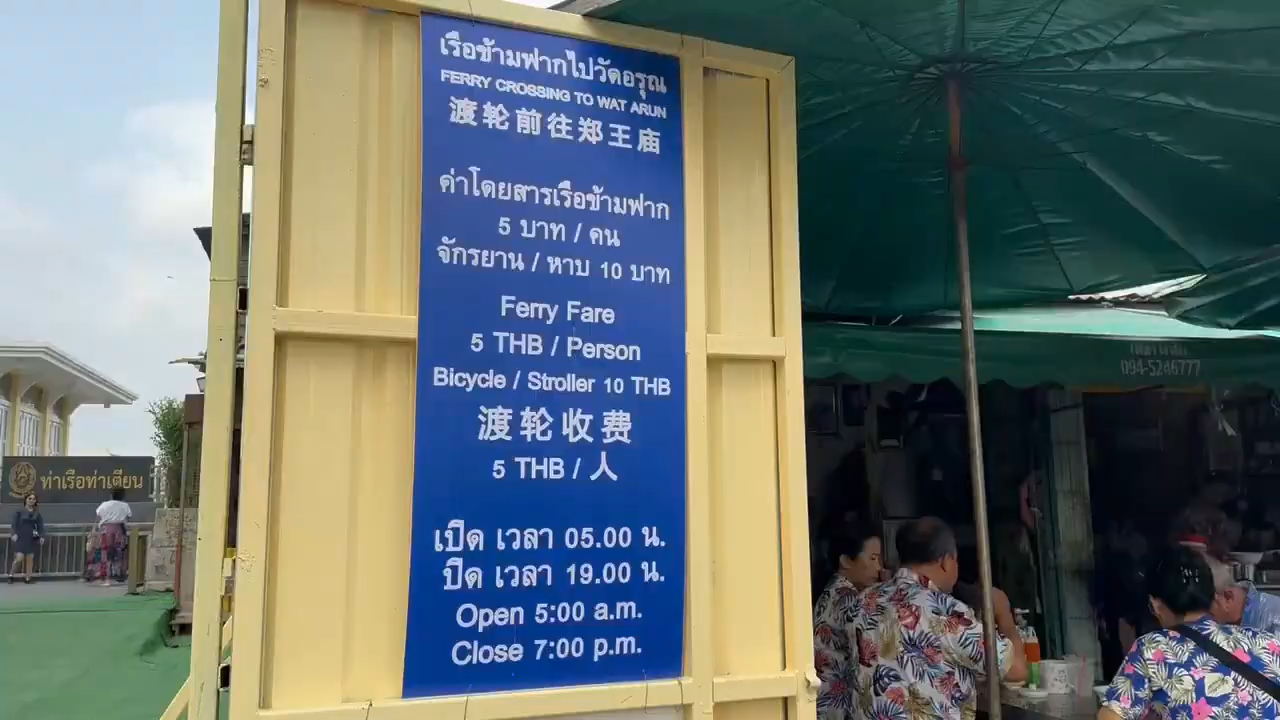 เรือข้ามฟากไปวัดอรุณ
FERRY CROSSING TO WAT ARUN
渡轮前往郑王庙
ค่าโดยสารเรือข้ามฟาก
5 บาท / คน
จักรยาน / หาบ 10 บาท
Ferry Fare
5 THB / Person
Bicycle / Stroller 10 THB
渡轮收费
5 THB / 人
เปิด เวลา 05.00 น.
ปิด เวลา 19.00 น.
Open 5:00 a.m.
Close 7:00 p.m.
ท่าเรือท่าเตียน
094-5246777